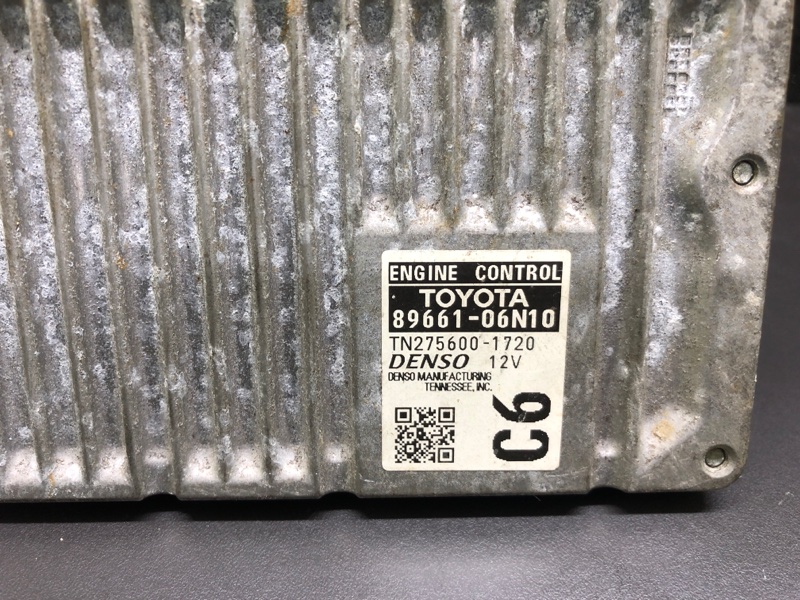 ENGINE CONTROL
TOYOTA
89661-06N10
TN275600-1720
DENSO 12V
DENSO MANUFACTURING
TENNESSEE, INC.
C6